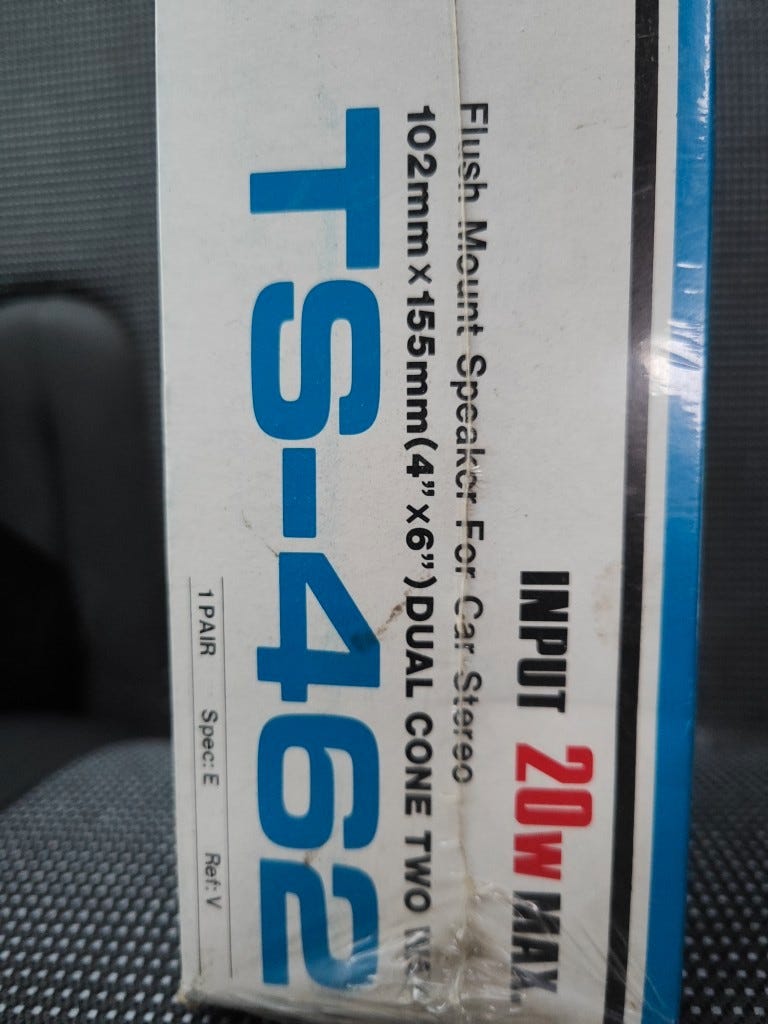 INPUT 20W MAX.
Flush Mount Speaker For Car Stereo
102mm x 155mm(4” x6”) DUAL CONE TWO
TS-462
1 PAIR Spec: E Ref: V